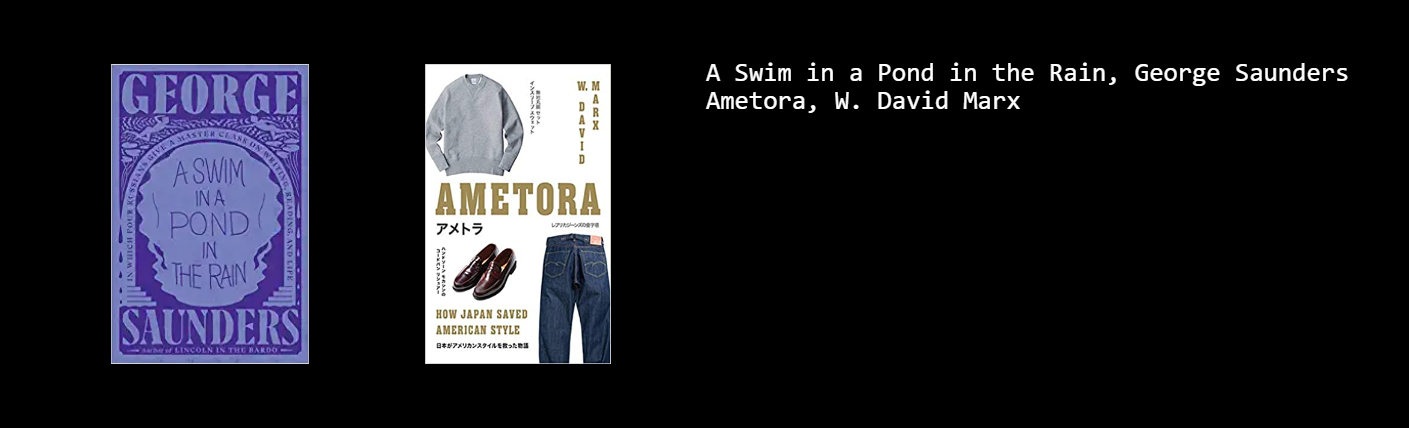 GEORGE
IN WHICH FOUR RUSSIANS GIVE A MASTER CLASS ON WRITING, READING, AND LIFE
A SWIM
IN A
POND
IN
THE RAIN
SAUNDERS
Author of LINCOLN IN THE BARDO
W. DAVID
MARX
AMETORA
アメトラ
HOW JAPAN SAVED
AMERICAN STYLE
日本がアメリカンスタイルを救った物語
A Swim in a Pond in the Rain, George Saunders
Ametora, W. David Marx